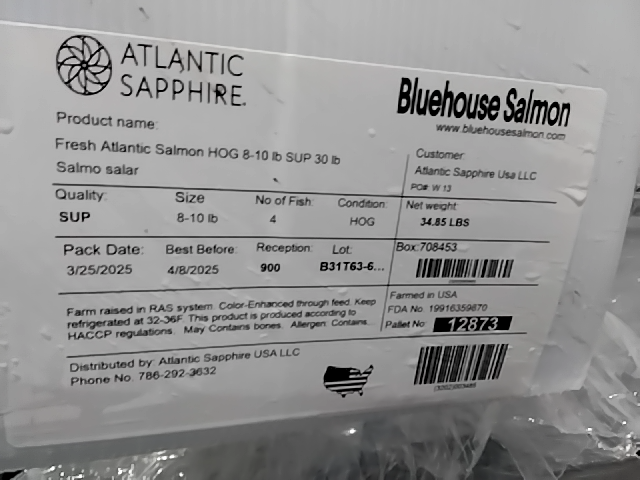 ATLANTIC
SAPPHIRE.
Bluehouse Salmon
www.bluehousesalmon.com
Product name:
Fresh Atlantic Salmon HOG 8-10 lb SUP 30 lb
Salmo salar
Customer:
Atlantic Sapphire Usa LLC
PO#: W 13
Quality: Size No of Fish: Condition: Net weight:
SUP 8-10 lb 4 HOG 34.85 LBS
Pack Date: Best Before: Reception: Lot: Box: 708453
3/25/2025 4/8/2025 900 B31T63-6...
Farm raised in RAS system. Color-Enhanced through feed. Keep
refrigerated at 32-36F. This product is produced according to
HACCP regulations. May Contains bones. Allergen: Contains...
Farmed in USA
FDA No: 19916359870
Pallet No: 12873
Distributed by: Atlantic Sapphire USA LLC
Phone No. 786-292-3632